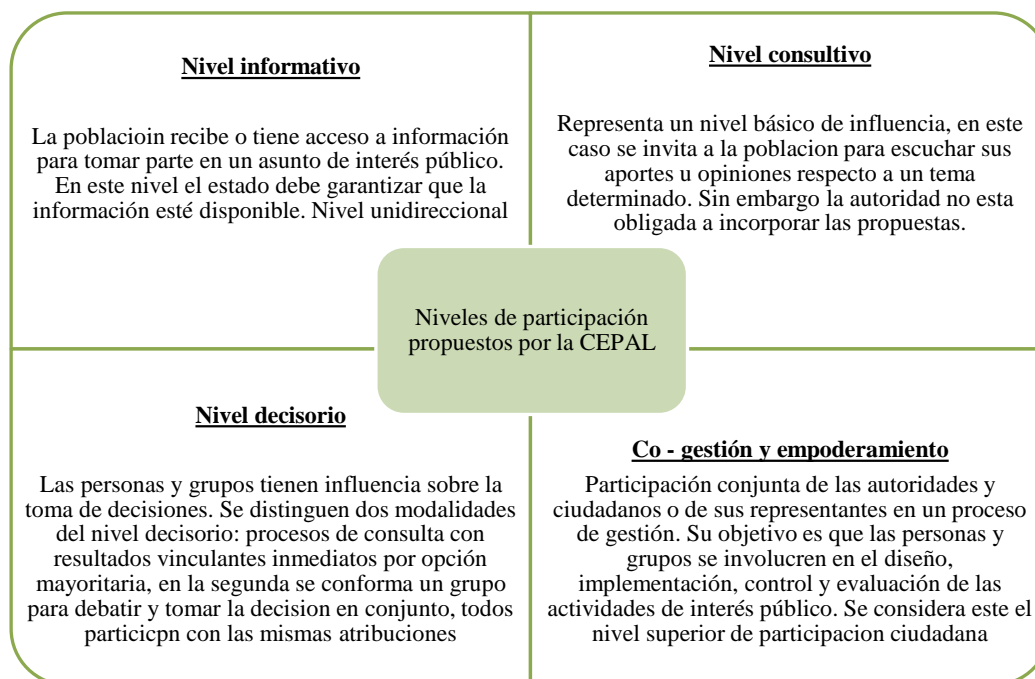 Nivel informativo
La poblacioin recibe o tiene acceso a información
para tomar parte en un asunto de interés público.
En este nivel el estado debe garantizar que la
información esté disponible. Nivel unidireccional
Nivel consultivo
Representa un nivel básico de influencia, en este
caso se invita a la poblacion para escuchar sus
aportes u opiniones respecto a un tema
determinado. Sin embargo la autoridad no esta
obligada a incorporar las propuestas.
Niveles de participación
propuestos por la CEPAL
Nivel decisorio
Las personas y grupos tienen influencia sobre la
toma de decisiones. Se distinguen dos modalidades
del nivel decisorio: procesos de consulta con
resultados vinculantes inmediatos por opción
mayoritaria, en la segunda se conforma un grupo
para debatir y tomar la decision en conjunto, todos
particicpn con las mismas atribuciones
Co - gestión y empoderamiento
Participación conjunta de las autoridades y
ciudadanos o de sus representantes en un proceso
de gestión. Su objetivo es que las personas y
grupos se involucren en el diseño,
implementación, control y evaluación de las
actividades de interés público. Se considera este el
nivel superior de participacion ciudadana